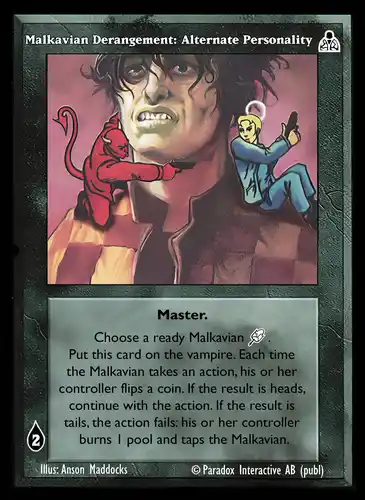 Malkavian Derangement: Alternate Personality
Master.
Choose a ready Malkavian .
Put this card on the vampire. Each time
the Malkavian takes an action, his or her
controller flips a coin. If the result is heads,
continue with the action. If the result is
tails, the action fails: his or her controller
burns 1 pool and taps the Malkavian.
2
Illus: Anson Maddocks
© Paradox Interactive AB (publ)